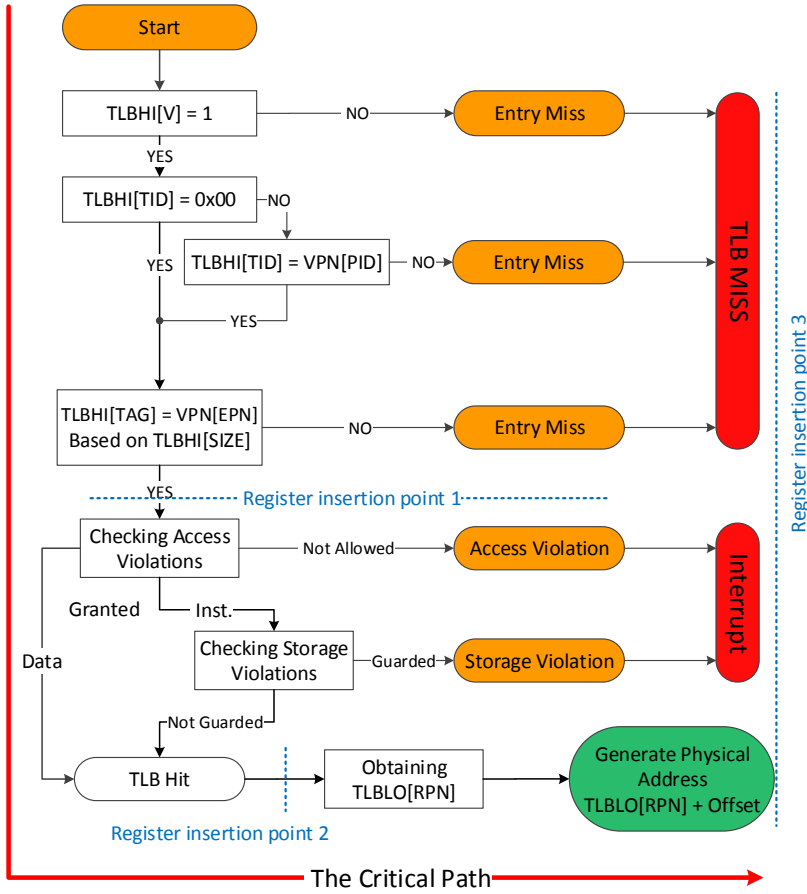 Start
TLBHI[V] = 1
NO
Entry Miss
YES
TLBHI[TID] = 0x00
NO
TLBHI[TID] = VPN[PID]
NO
Entry Miss
YES
YES
TLB MISS
Register insertion point 3
TLBHI[TAG] = VPN[EPN]
Based on TLBHI[SIZE]
NO
Entry Miss
YES
Register insertion point 1
Checking Access
Violations
Not Allowed
Access Violation
Interrupt
Granted
Inst.
Data
Checking Storage
Violations
Guarded
Storage Violation
Not Guarded
TLB Hit
Obtaining
TLBLO[RPN]
Generate Physical
Address
TLBLO[RPN] + Offset
Register insertion point 2
The Critical Path